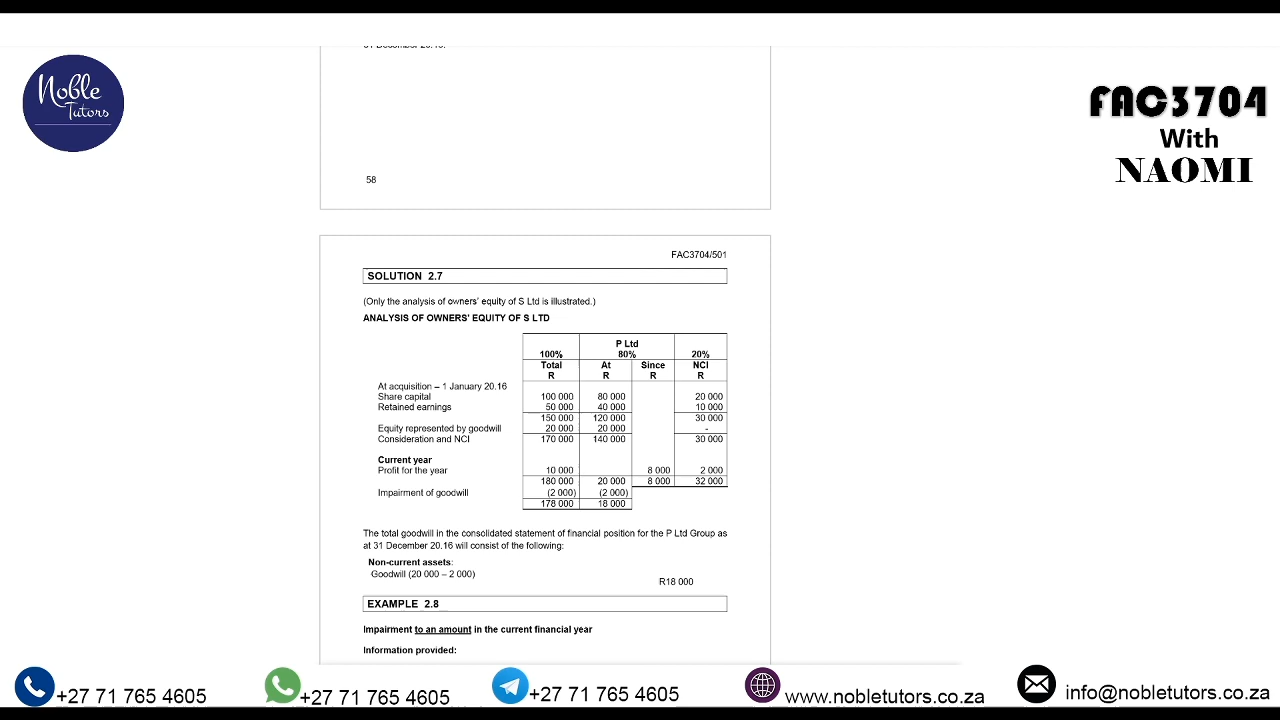 Noble
Tutors
FAC3704
With
NAOMI
58
FAC3704/501
SOLUTION 2.7
(Only the analysis of owners' equity of S Ltd is illustrated.)
ANALYSIS OF OWNERS' EQUITY OF S LTD
P Ltd
100% 80% 20%
Total At Since NCI
R R R R
At acquisition – 1 January 20.16
Share capital 100 000 80 000 20 000
Retained earnings 50 000 40 000 10 000
150 000 120 000 30 000
Equity represented by goodwill 20 000 20 000 -
Consideration and NCI 170 000 140 000 30 000
Current year
Profit for the year 10 000 8 000 2 000
180 000 20 000 8 000 32 000
Impairment of goodwill (2 000) (2 000)
178 000 18 000
The total goodwill in the consolidated statement of financial position for the P Ltd Group as
at 31 December 20.16 will consist of the following:
Non-current assets:
Goodwill (20 000 – 2 000)
R18 000
EXAMPLE 2.8
Impairment to an amount in the current financial year
Information provided:
+27 71 765 4605
+27 71 765 4605
+27 71 765 4605
www.nobletutors.co.za
info@nobletutors.co.za